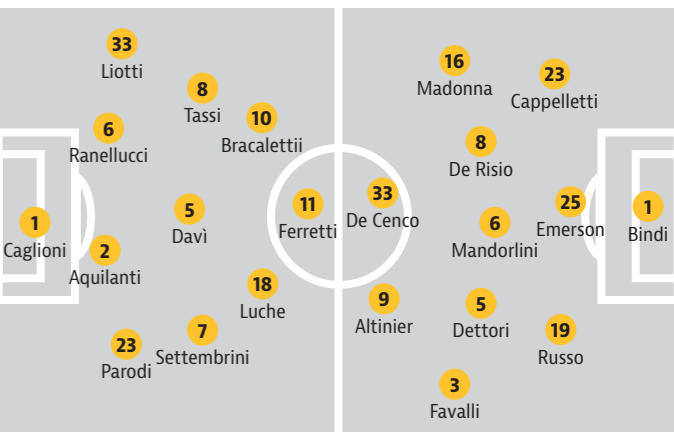 33
Liotti
8
Tassi
10
Bracalettii
6
Ranellucci
1
Caglioni
2
Aquilanti
5
Davì
11
Ferretti
18
Luche
7
Settembrini
23
Parodi
16
Madonna
23
Cappelletti
8
De Risio
33
De Cenco
6
Mandorlini
25
Emerson
1
Bindi
9
Altinier
5
Dettori
19
Russo
3
Favalli